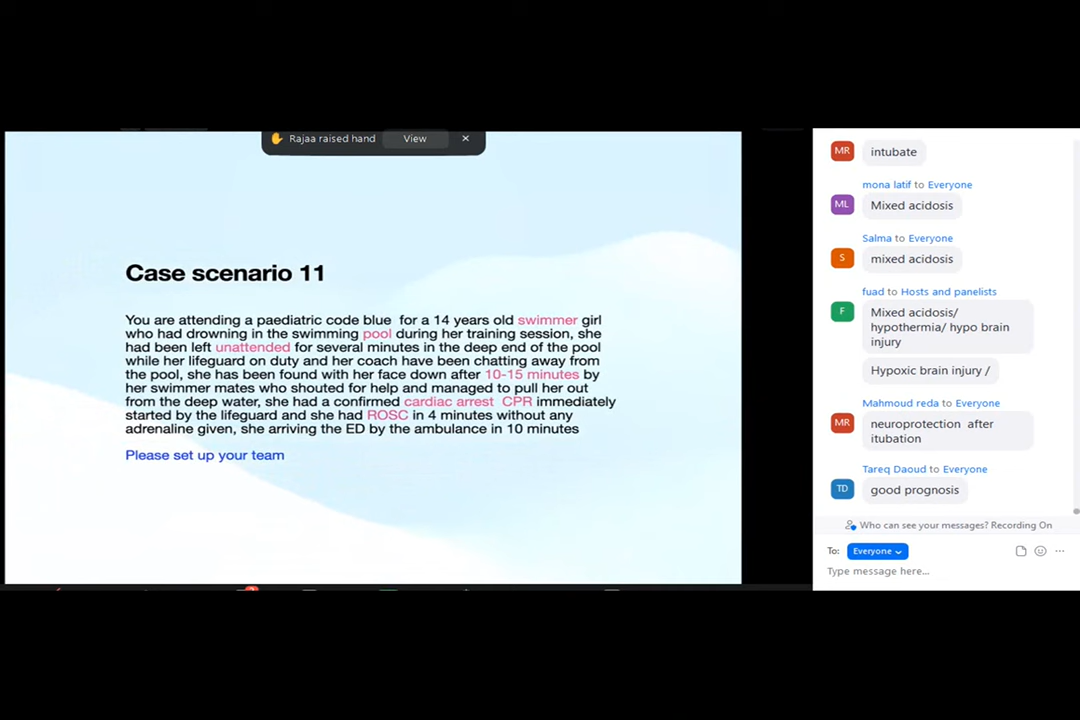 Rajaa raised hand
View
Case scenario 11
You are attending a paediatric code blue for a 14 years old swimmer girl
who had drowning in the swimming pool during her training session, she
had been left unattended for several minutes in the deep end of the pool
while her lifeguard on duty and her coach have been chatting away from
the pool, she has been found with her face down after 10-15 minutes by
her swimmer mates who shouted for help and managed to pull her out
from the deep water, she had a confirmed cardiac arrest CPR immediately
started by the lifeguard and she had ROSC in 4 minutes without any
adrenaline given, she arriving the ED by the ambulance in 10 minutes
Please set up your team
MR
intubate
mona latif to Everyone
ML
Mixed acidosis
Salma to Everyone
S
mixed acidosis
fuad to Hosts and panelists
F
Mixed acidosis/
hypothermia/ hypo brain
injury
Hypoxic brain injury /
Mahmoud reda to Everyone
MR
neuroprotection after
itubation
Tareq Daoud to Everyone
TD
good prognosis
Who can see your messages? Recording On
To: Everyone
Type message here...